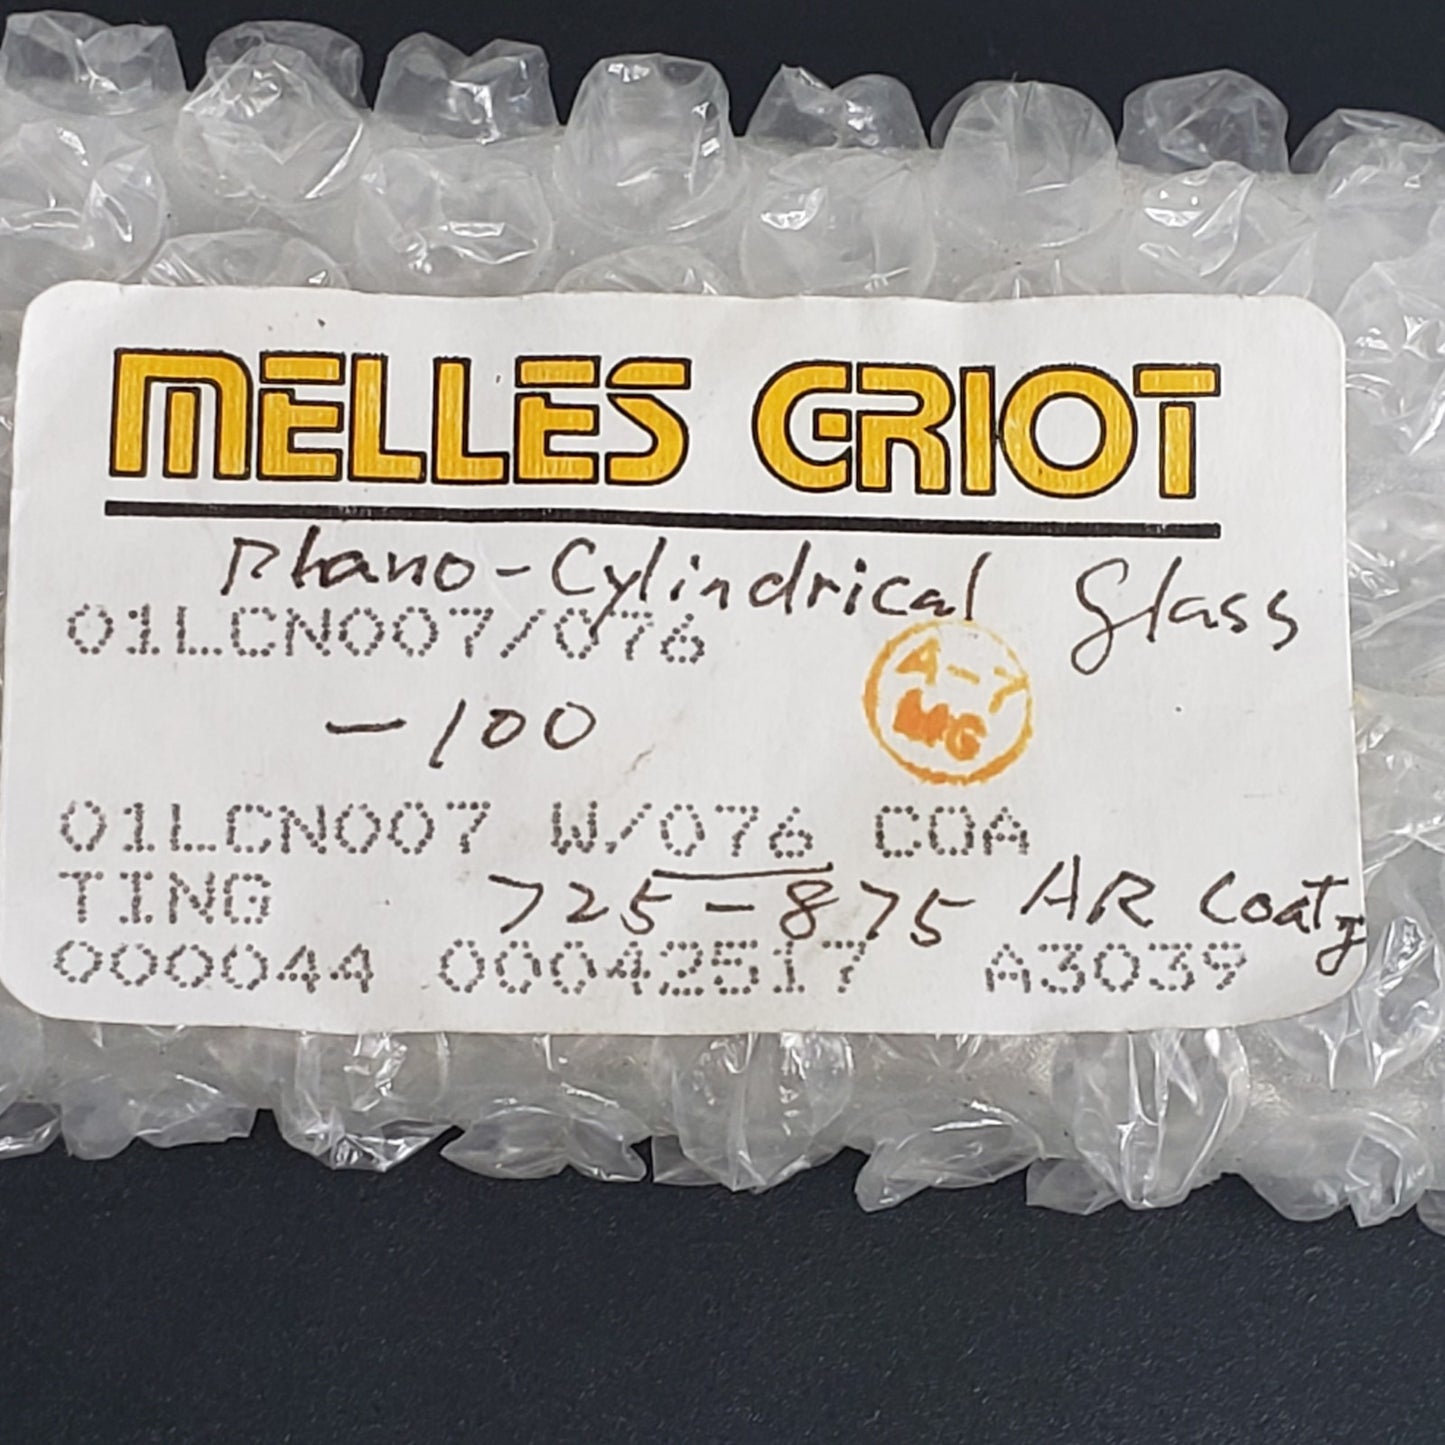 MELLES GRIOT
Plano-Cylindrical Glass
01LCN007/076
-100
A-7
MG
01LCN007 W/076 COA
TING 725-875 AR Coatg
000044 00042517 A3039